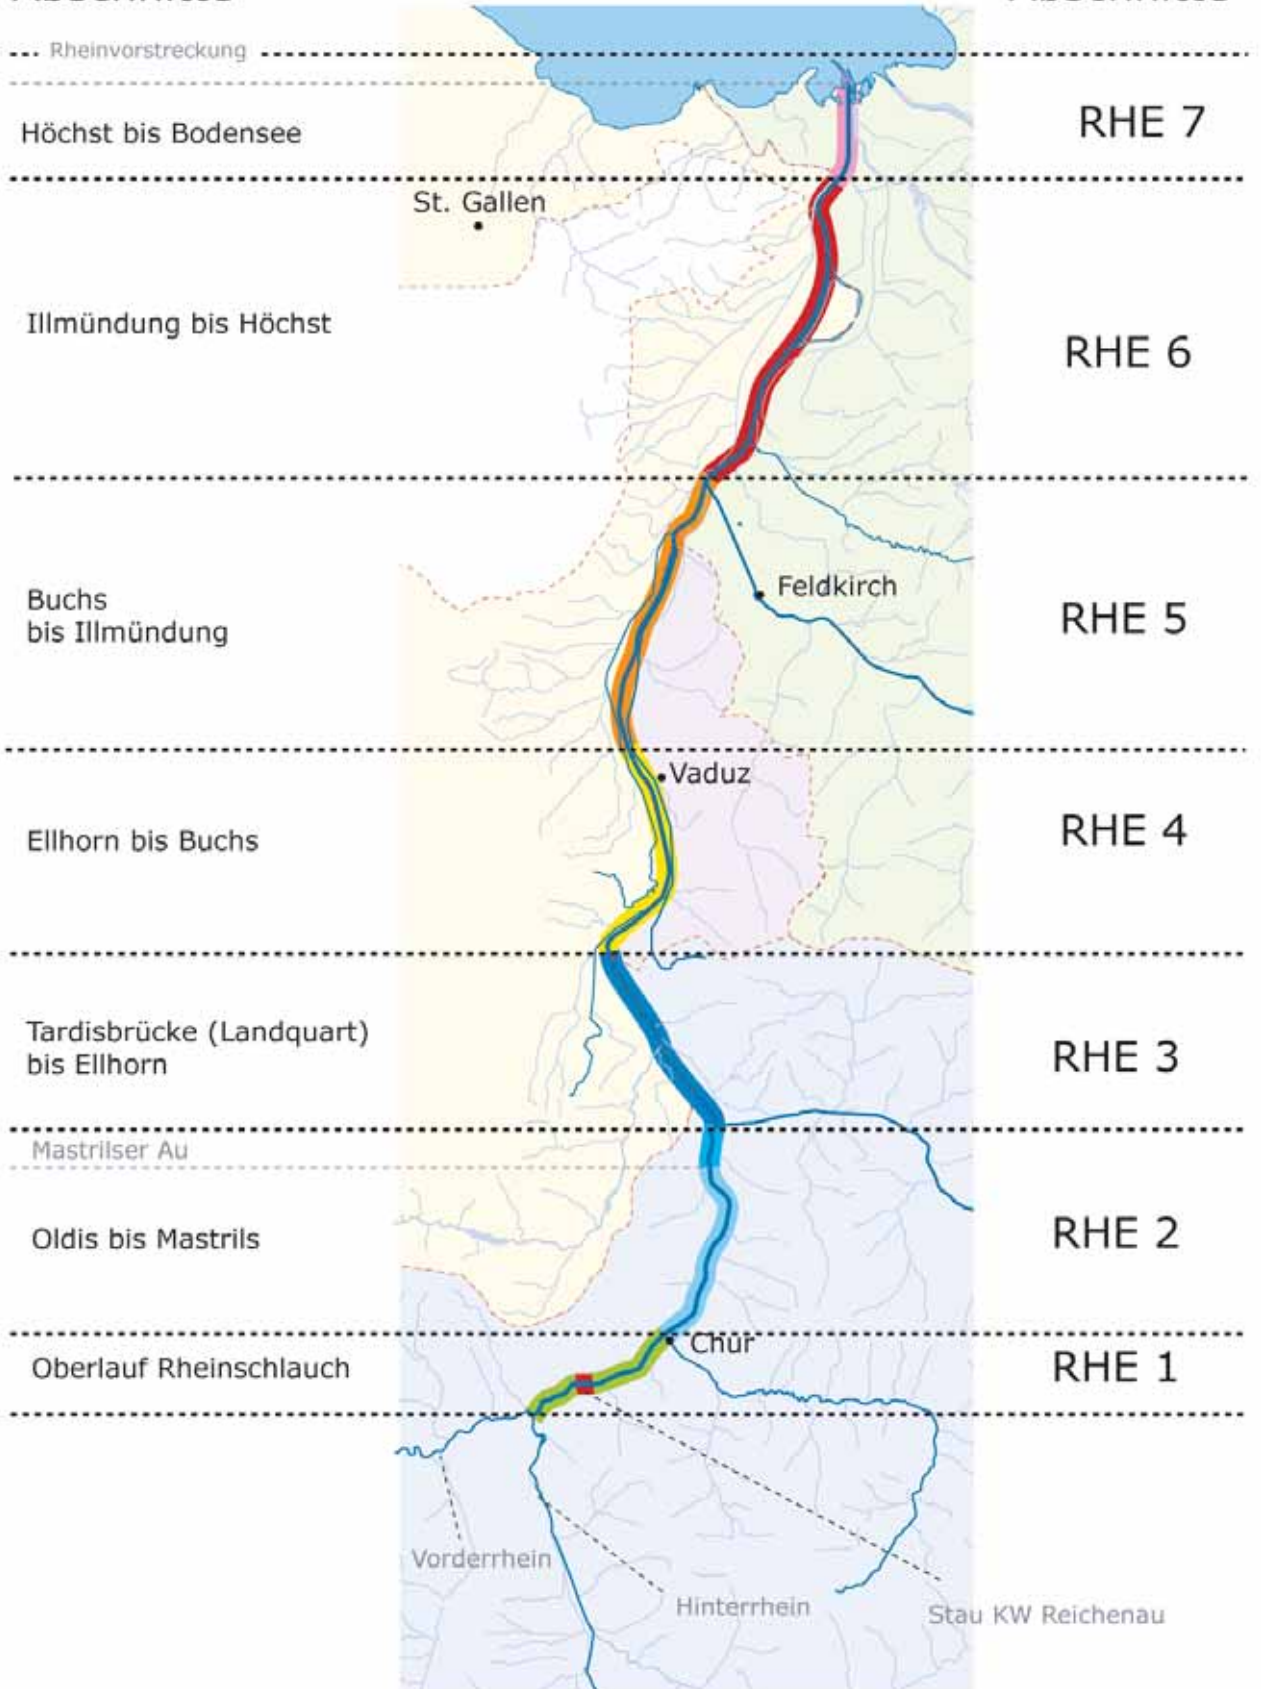 Rheinvorstreckung
Höchst bis Bodensee
RHE 7
St. Gallen
Illmündung bis Höchst
RHE 6
Buchs
bis Illmündung
Feldkirch
RHE 5
Vaduz
Ellhorn bis Buchs
RHE 4
Tardisbrücke (Landquart)
bis Ellhorn
RHE 3
Mastrilser Au
Oldis bis Mastrils
RHE 2
Chur
Oberlauf Rheinschlauch
RHE 1
Vorderrhein
Hinterrhein
Stau KW Reichenau